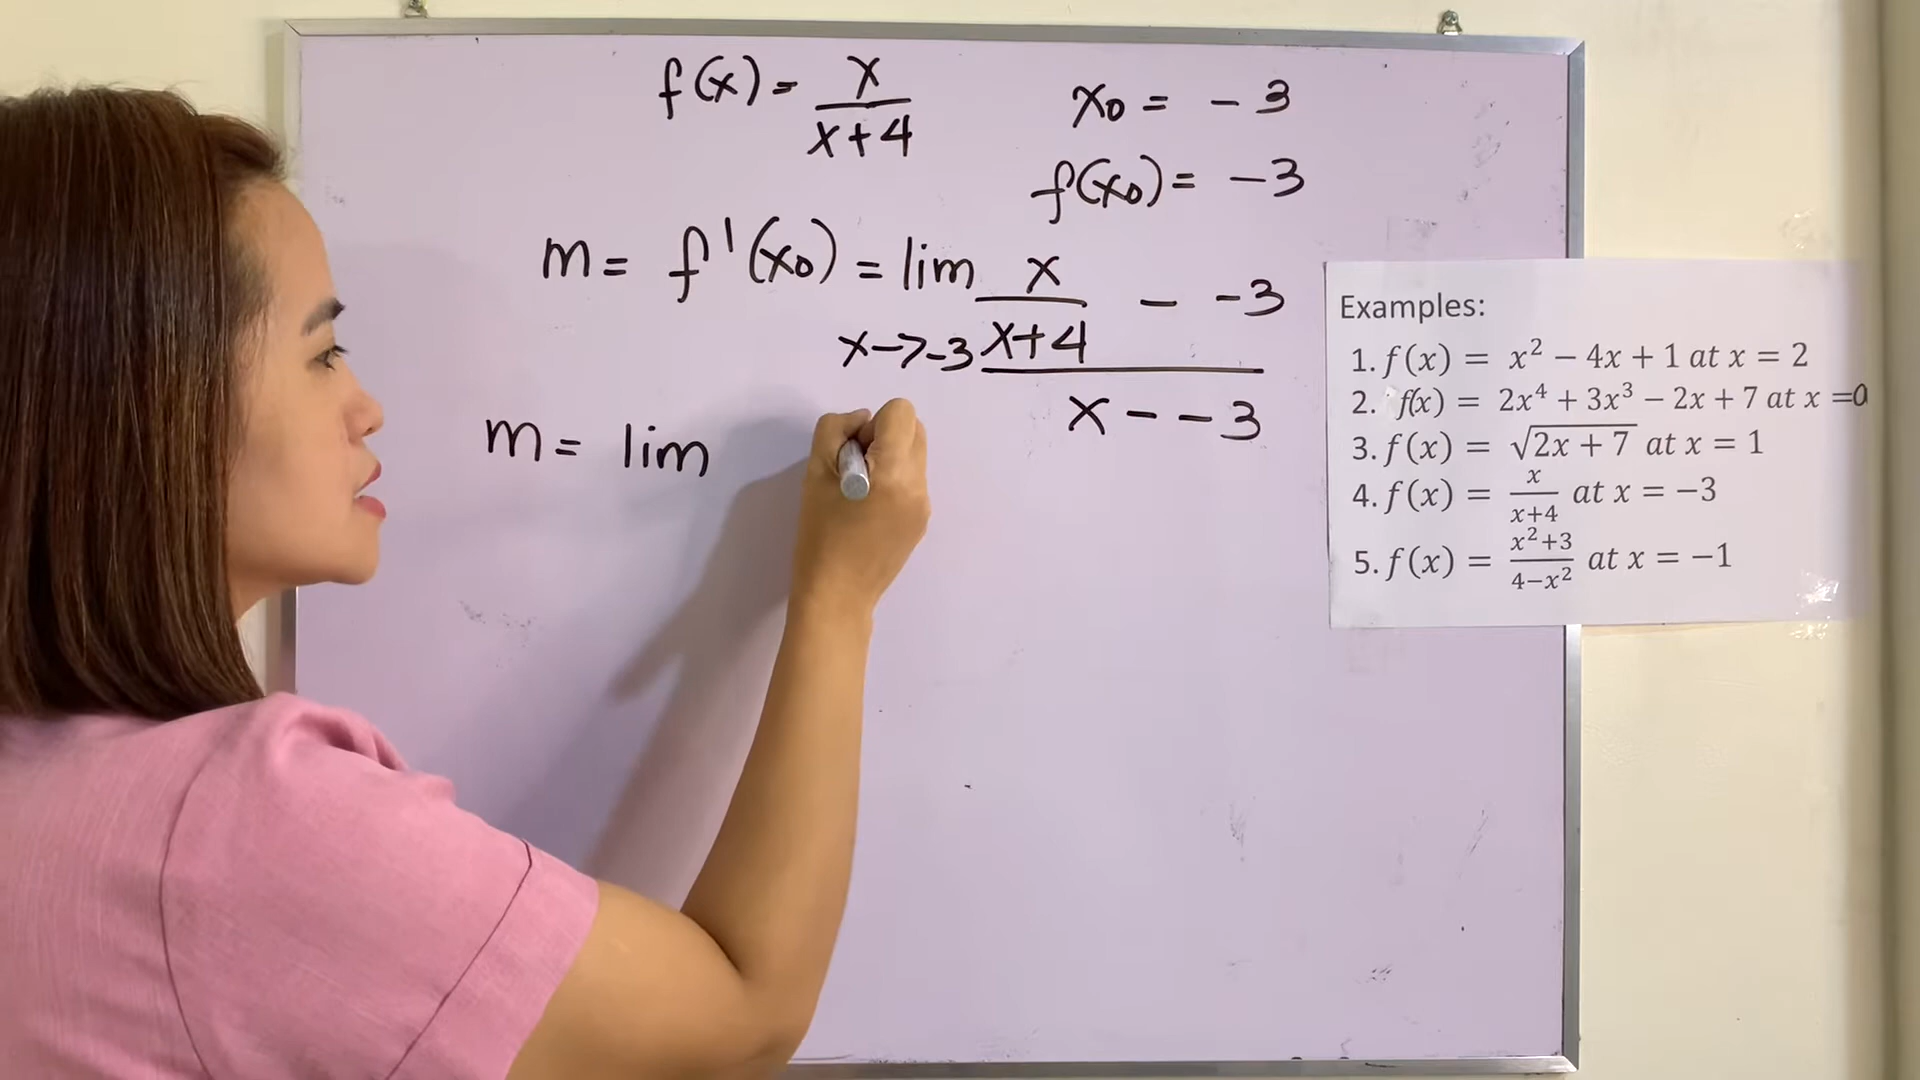 f(x) = x/(x+4)
x₀ = -3
f(x₀) = -3
m = f'(x₀) = lim x/(x+4) - -3
x->-3
x - -3
m = lim
Examples:
1. f(x) = x² − 4x + 1 at x = 2
2. f(x) = 2x⁴ + 3x³ − 2x + 7 at x =0
3. f(x) = √(2x + 7) at x = 1
4. f(x) = x/(x+4) at x = −3
5. f(x) = (x²+3)/(4−x²) at x = −1